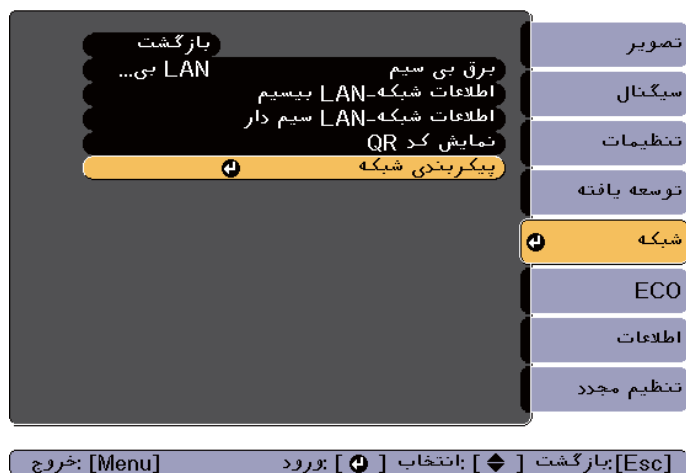 بازگشت
برق بی سیم LAN بی...
اطلاعات شبکه-LAN بیسیم
اطلاعات شبکه-LAN سیم دار
نمایش کد QR
پیکربندی شبکه
تصویر
سیگنال
تنظیمات
توسعه یافته
شبکه
ECO
اطلاعات
تنظیم مجدد
[Esc]:بازگشت [ ] :انتخاب [ ] :ورود [Menu] :خروج